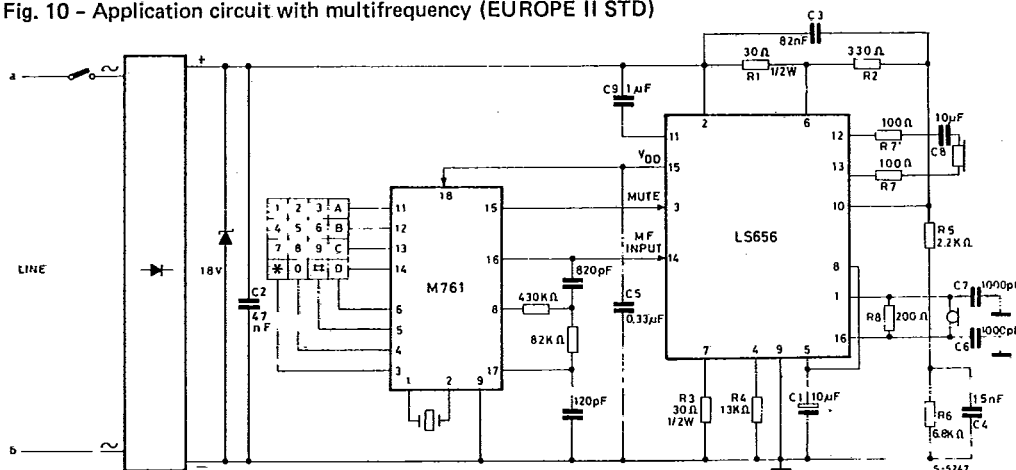 Fig. 10 – Application circuit with multifrequency (EUROPE II STD)
C3
82nF
30Ω
R1
1/2W
330Ω
R2
+
a
C9
1μF
2
6
11
12
100Ω
R7'
10μF
C8
VDD
15
13
100Ω
R7
18
1 2 3 A
4 5 6 B
7 8 9 C
* 0 D
11
12
13
14
15
MUTE
3
10
LS656
R5
2.2KΩ
MF
INPUT
16
14
820pF
LINE
18V
M761
8
C2
47
nF
6
5
4
3
8
430KΩ
C5
0,33μF
82KΩ
17
1
R8
200Ω
C7
1000pF
16
C6
1000pF
1
2
9
120pF
7
4
9
5
R3
30Ω
1/2W
R4
13KΩ
C1
10μF
R6
6.8KΩ
15nF
C4
–
S-5247